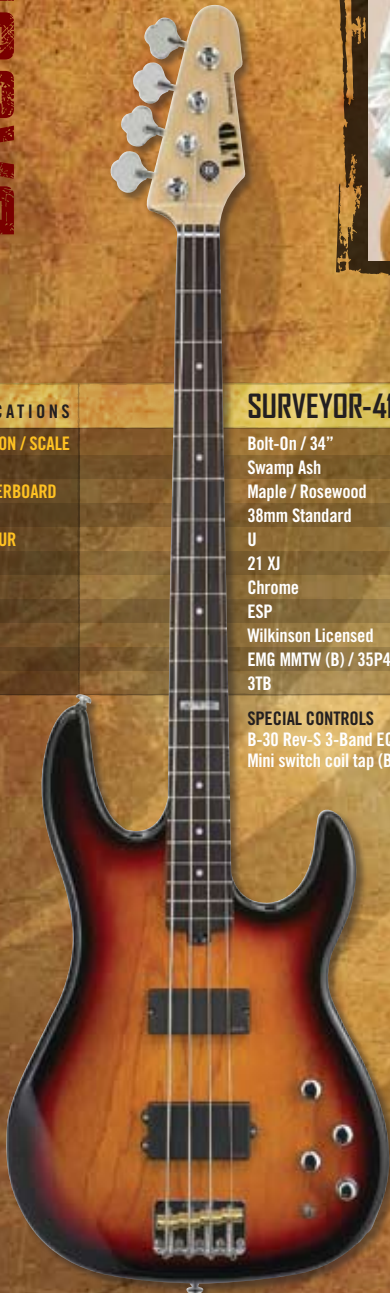 LTD
CATIONS
ON / SCALE
ERBOARD
UR
SURVEYOR-4
Bolt-On / 34”
Swamp Ash
Maple / Rosewood
38mm Standard
U
21 XJ
Chrome
ESP
Wilkinson Licensed
EMG MMTW (B) / 35P4
3TB
SPECIAL CONTROLS
B-30 Rev-S 3-Band EQ
Mini switch coil tap (B